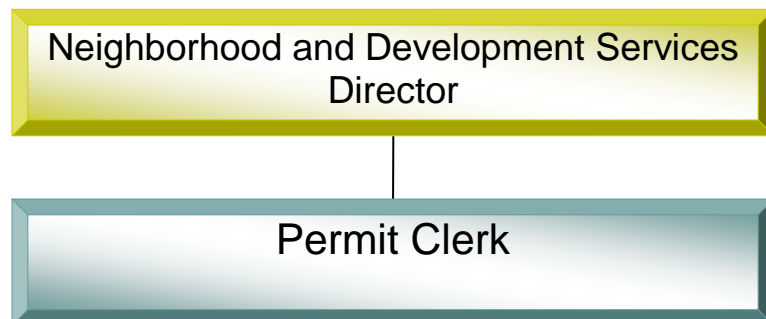 Neighborhood and Development Services
Director
Permit Clerk